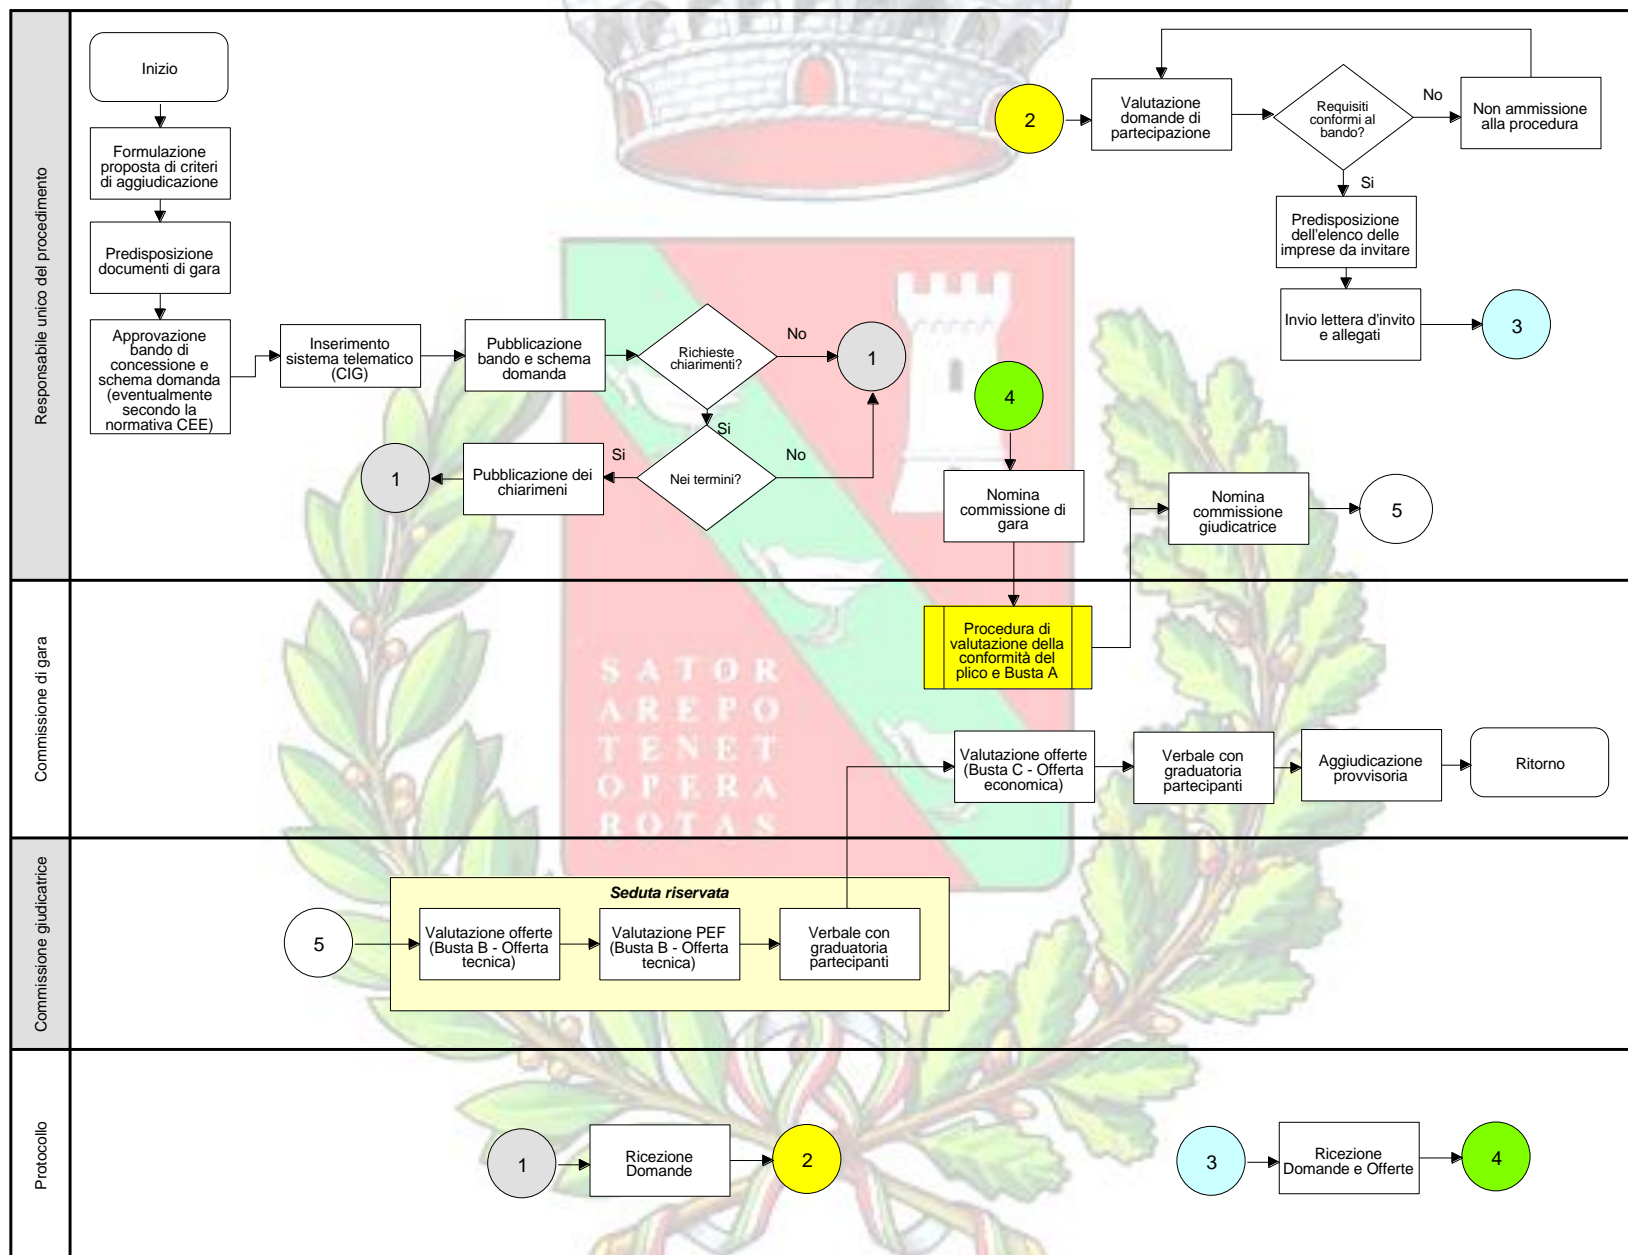 Responsabile unico del procedimento
Inizio
Formulazione
proposta di criteri
di aggiudicazione
Predisposizione
documenti di gara
Approvazione
bando di
concessione e
schema domanda
(eventualmente
secondo la
normativa CEE)
Inserimento
sistema telematico
(CIG)
Pubblicazione
bando e schema
domanda
Richieste
chiarimenti?
No
1
Si
Nei termini?
No
Si
Pubblicazione dei
chiarimeni
1
2
Valutazione
domande di
partecipazione
Requisiti
conformi al
bando?
No
Non ammissione
alla procedura
Si
Predisposizione
dell'elenco delle
imprese da invitare
Invio lettera d'invito
e allegati
3
4
Nomina
commissione di
gara
Nomina
commissione
giudicatrice
5
Commissione di gara
Procedura di
valutazione della
conformità del
plico e Busta A
SATOR
AREPO
TENET
OPERA
ROTAS
Valutazione offerte
(Busta C - Offerta
economica)
Verbale con
graduatoria
partecipanti
Aggiudicazione
provvisoria
Ritorno
Commissione giudicatrice
Seduta riservata
5
Valutazione offerte
(Busta B - Offerta
tecnica)
Valutazione PEF
(Busta B - Offerta
tecnica)
Verbale con
graduatoria
partecipanti
Protocollo
1
Ricezione
Domande
2
3
Ricezione
Domande e Offerte
4